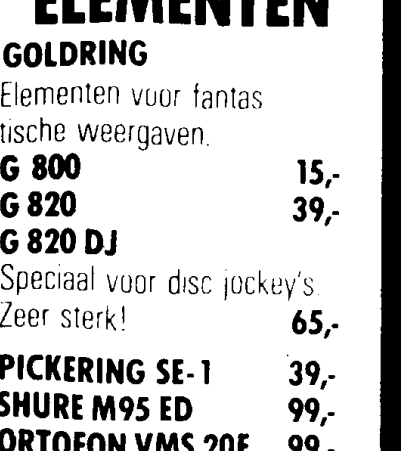 ELEMENTEN
GOLDRING
Elementen voor fantas
tische weergaven.
G 800 15,-
G 820 39,-
G 820 DJ
Speciaal voor disc jockey's.
Zeer sterk! 65,-
PICKERING SE-1 39,-
SHURE M95 ED 99,-
ORTOFON VMS 20E 99,-